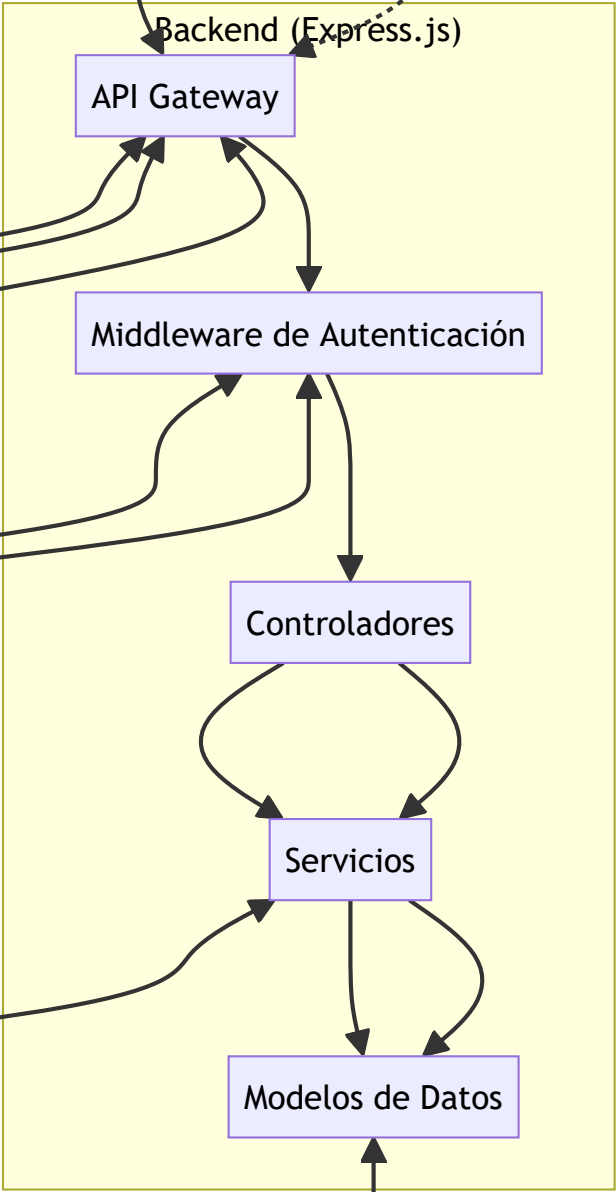 Backend (Express.js)
API Gateway
Middleware de Autenticación
Controladores
Servicios
Modelos de Datos